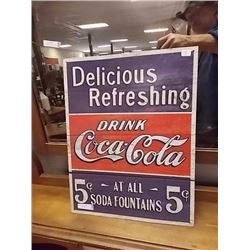 Delicious
Refreshing
DRINK
Coca-Cola
5¢ AT ALL 5¢
SODA FOUNTAINS